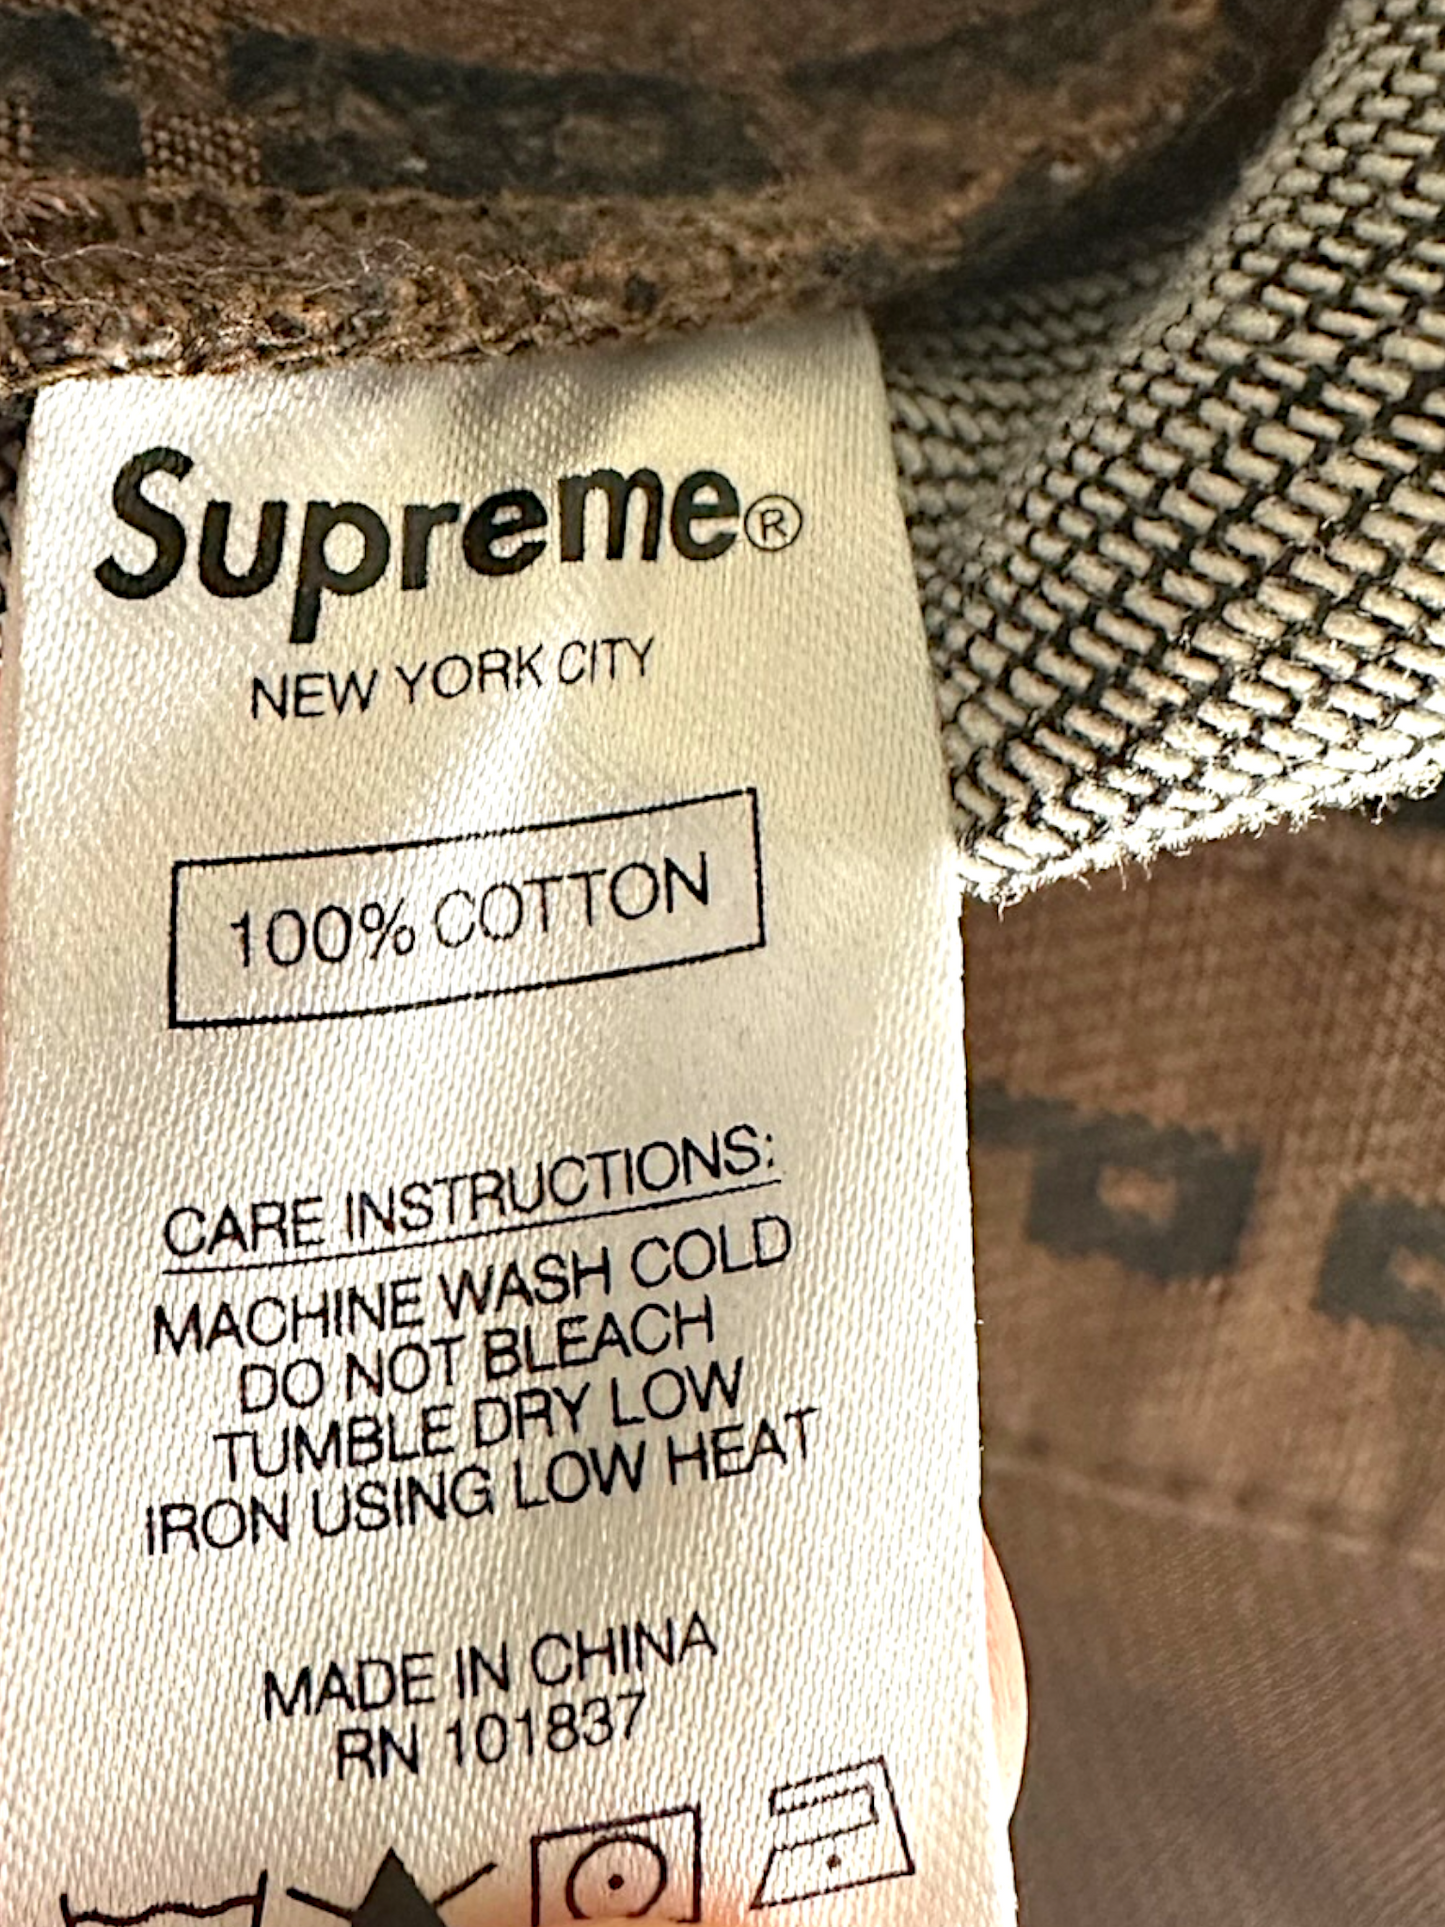 Supreme®
NEW YORK CITY
100% COTTON
CARE INSTRUCTIONS:
MACHINE WASH COLD
DO NOT BLEACH
TUMBLE DRY LOW
IRON USING LOW HEAT
MADE IN CHINA
RN 101837